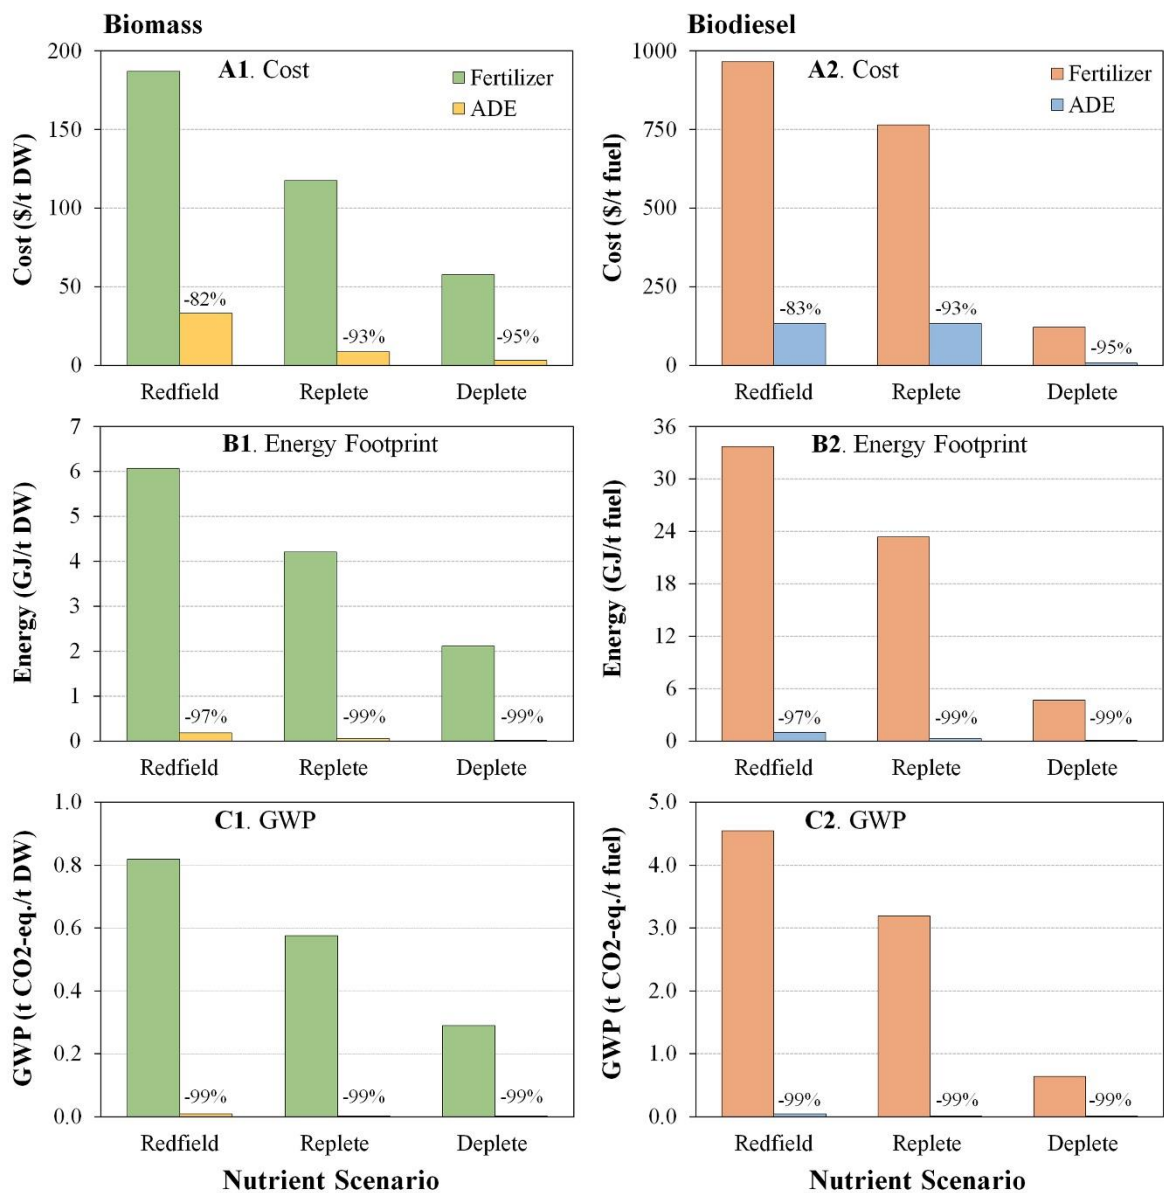 Biomass
Biodiesel
A1. Cost
Fertilizer
ADE
Cost ($/t DW)
200
150
100
50
0
-82%
-93%
-95%
Redfield
Replete
Deplete
A2. Cost
Fertilizer
ADE
Cost ($/t fuel)
1000
750
500
250
0
-83%
-93%
-95%
Redfield
Replete
Deplete
B1. Energy Footprint
Energy (GJ/t DW)
7
6
5
4
3
2
1
0
-97%
-99%
-99%
Redfield
Replete
Deplete
B2. Energy Footprint
Energy (GJ/t fuel)
36
30
24
18
12
6
0
-97%
-99%
-99%
Redfield
Replete
Deplete
C1. GWP
GWP (t CO2-eq./t DW)
1.0
0.8
0.6
0.4
0.2
0.0
-99%
-99%
-99%
Redfield
Replete
Deplete
Nutrient Scenario
C2. GWP
GWP (t CO2-eq./t fuel)
5.0
4.0
3.0
2.0
1.0
0.0
-99%
-99%
-99%
Redfield
Replete
Deplete
Nutrient Scenario